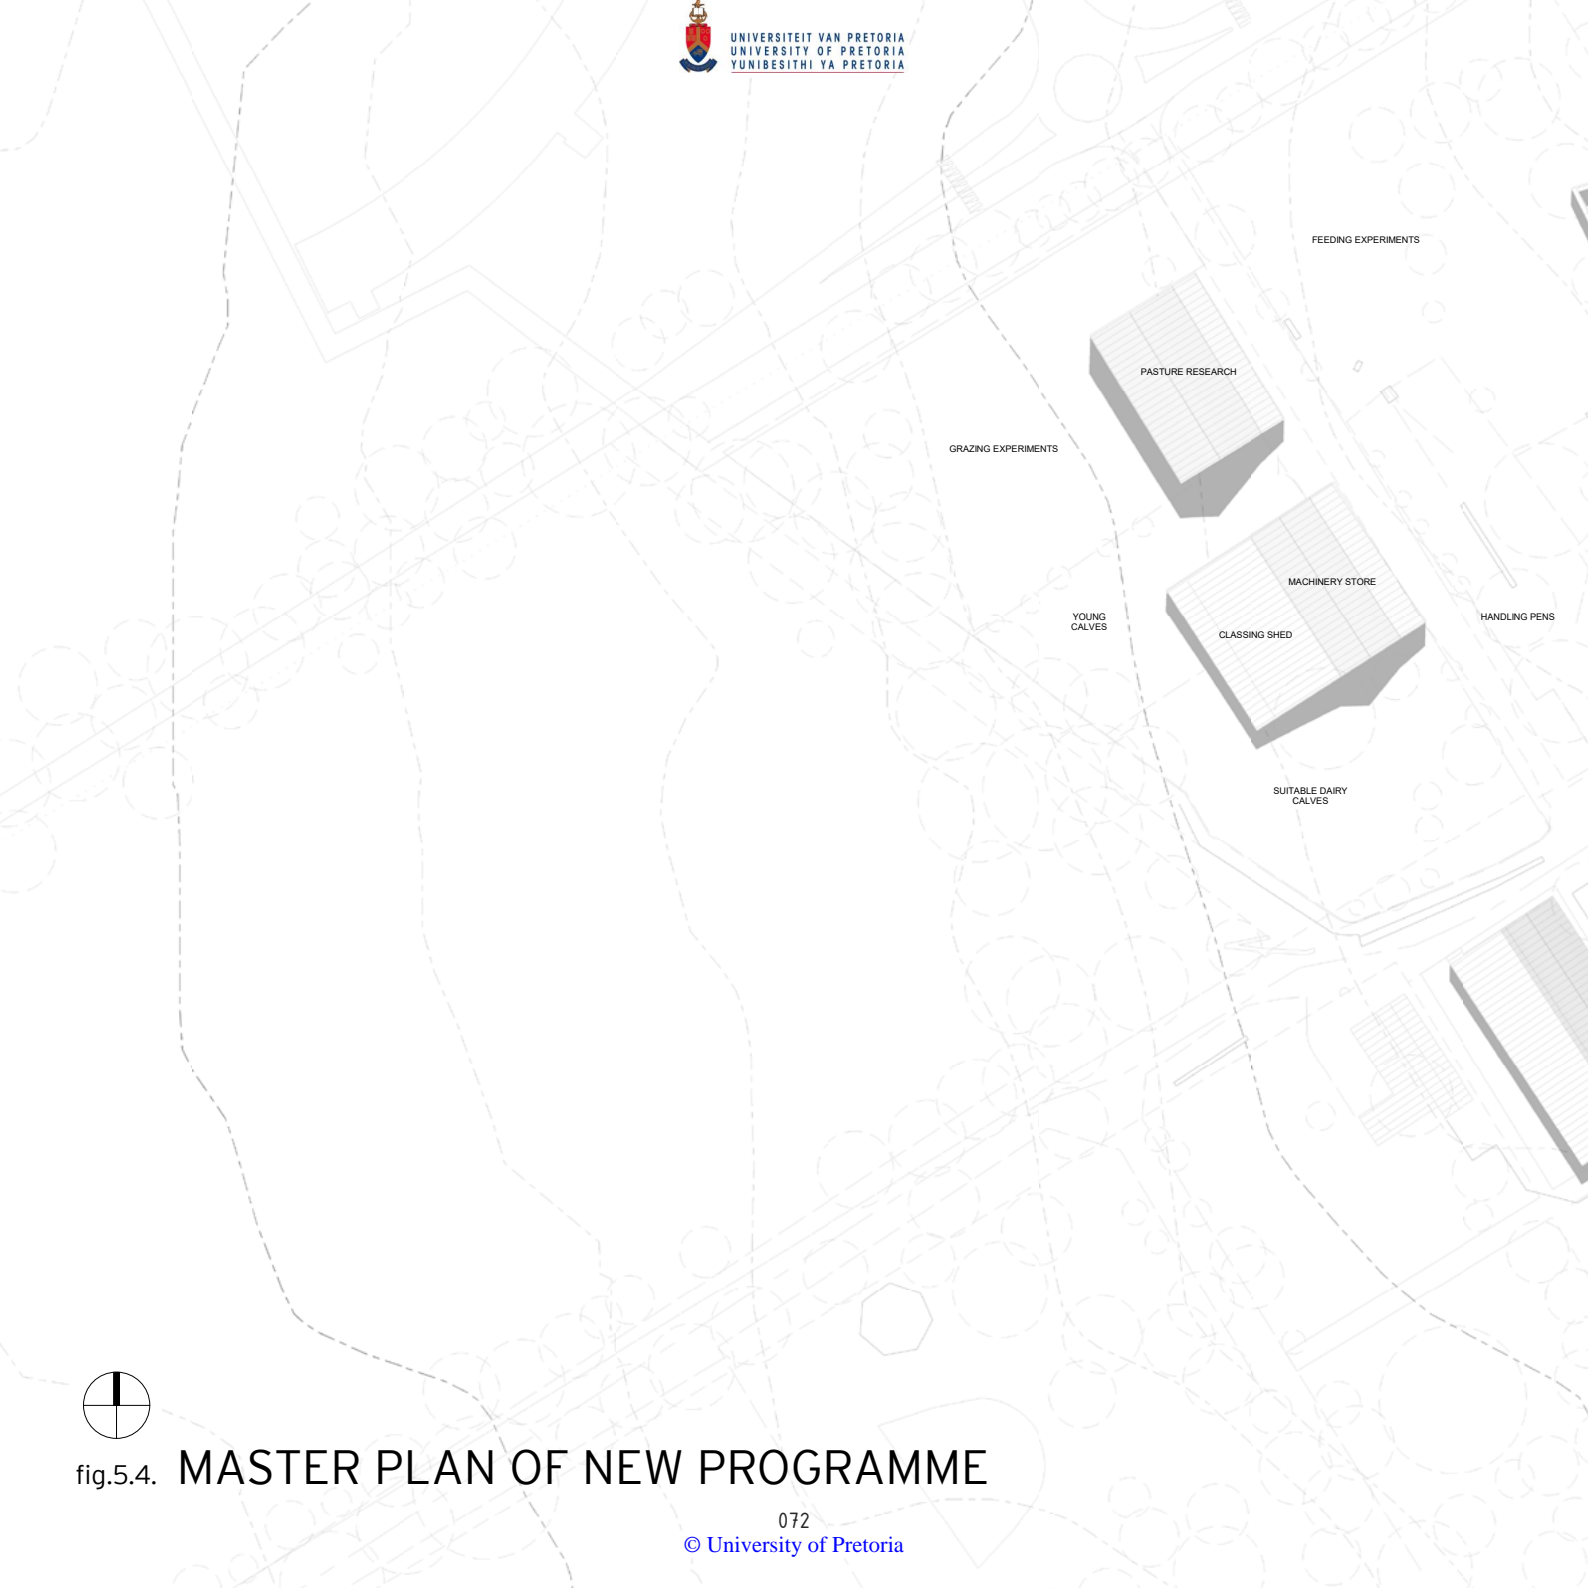 UNIVERSITEIT VAN PRETORIA
UNIVERSITY OF PRETORIA
YUNIBESITHI YA PRETORIA
FEEDING EXPERIMENTS
PASTURE RESEARCH
GRAZING EXPERIMENTS
MACHINERY STORE
YOUNG
CALVES
CLASSING SHED
HANDLING PENS
SUITABLE DAIRY
CALVES
fig.5.4. MASTER PLAN OF NEW PROGRAMME
072
© University of Pretoria